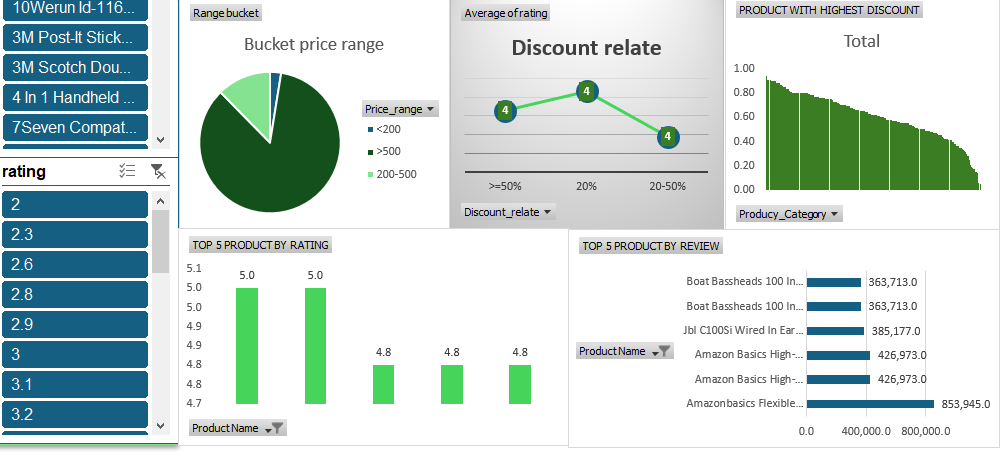 10Werun Id-116...
3M Post-It Stick...
3M Scotch Dou...
4 In 1 Handheld ...
7Seven Compat...
rating
2
2.3
2.6
2.8
2.9
3
3.1
3.2
Range bucket
Bucket price range
Price_range
<200
>500
200-500
Average of rating
Discount relate
4
4
4
>=50%
20%
20-50%
Discount_relate
PRODUCT WITH HIGHEST DISCOUNT
Total
1.00
0.80
0.60
0.40
0.20
0.00
Producy_Category
TOP 5 PRODUCT BY RATING
5.1
5.0
5.0
4.9
4.9
4.8
4.8
4.7
5.0
5.0
4.8
4.8
4.8
Product Name
TOP 5 PRODUCT BY REVIEW
Product Name
Boat Bassheads 100 In...
363,713.0
Boat Bassheads 100 In...
363,713.0
Jbl C100Si Wired In Ear...
385,177.0
Amazon Basics High-...
426,973.0
Amazon Basics High-...
426,973.0
Amazonbasics Flexible...
853,945.0
0.0
400,000.0
800,000.0